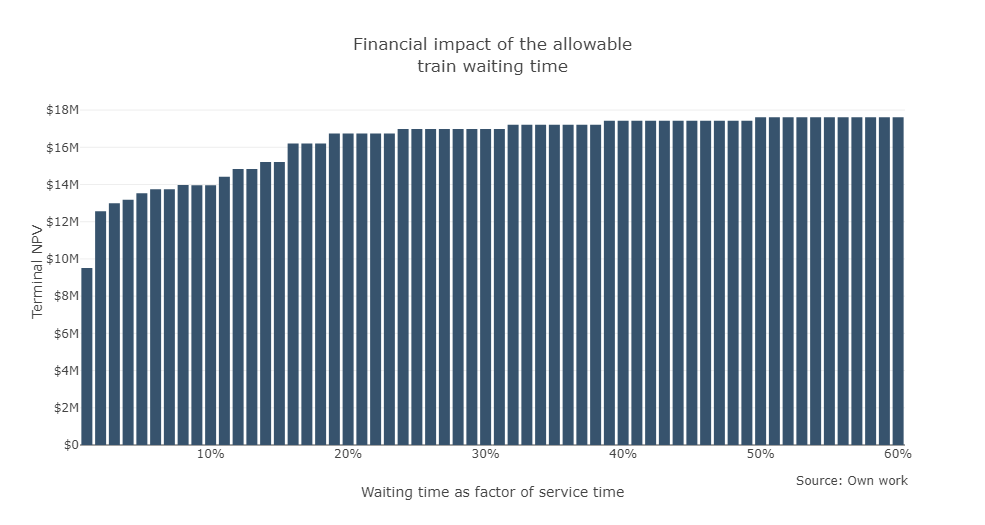 Financial impact of the allowable
train waiting time
$18M
$16M
$14M
$12M
$10M
$8M
$6M
$4M
$2M
$0
Terminal NPV
10%
20%
30%
40%
50%
60%
Waiting time as factor of service time
Source: Own work